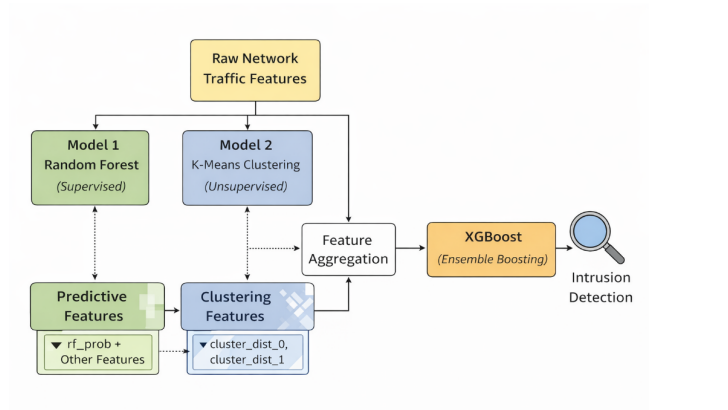 Raw Network
Traffic Features
Model 1
Random Forest
(Supervised)
Model 2
K-Means Clustering
(Unsupervised)
Feature
Aggregation
XGBoost
(Ensemble Boosting)
Intrusion
Detection
Predictive
Features
rf_prob +
Other Features
Clustering
Features
cluster_dist_0,
cluster_dist_1